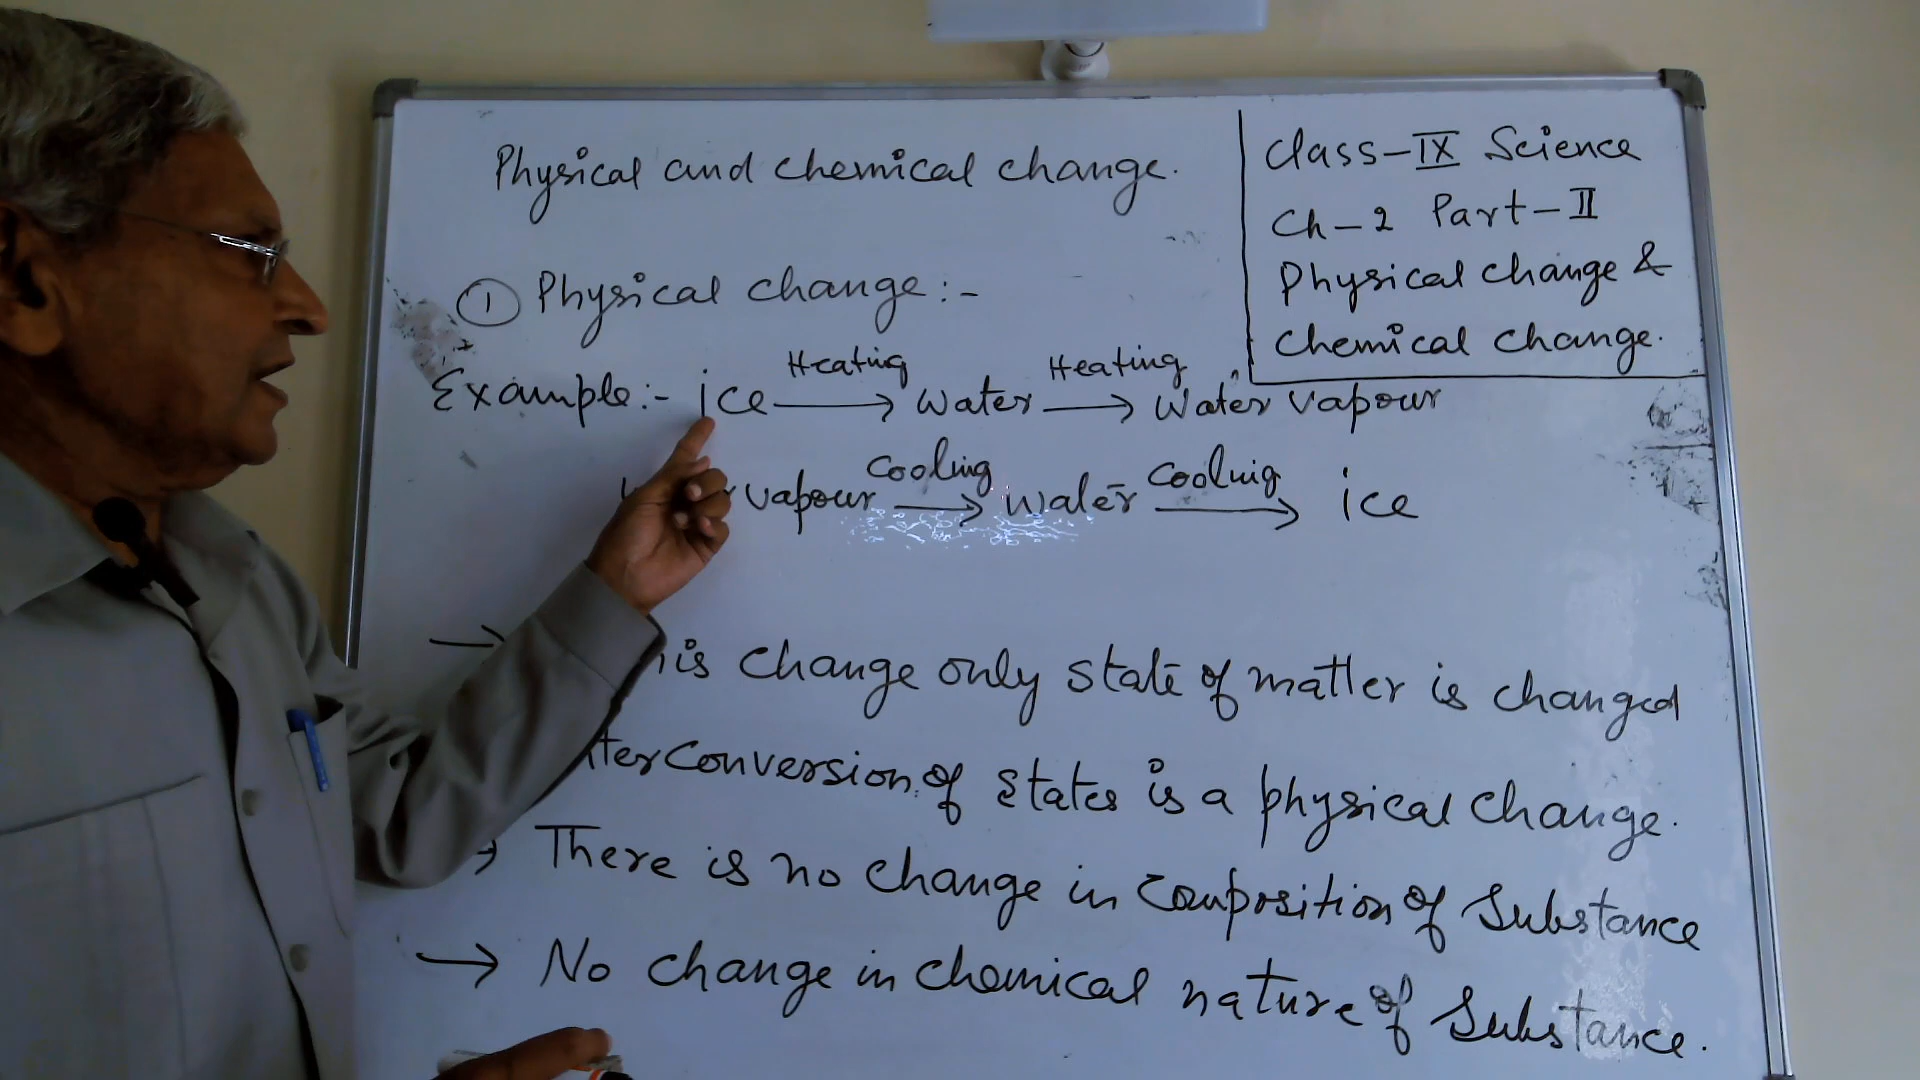 Physical and chemical change.
Class-IX Science
Ch-2 Part-II
Physical change &
Chemical change.
① Physical change:-
Heating Heating
Example:- ice → water → water vapour
Cooling Cooling
vapour → water → ice
→ is change only state of matter is changed
interconversion of states is a physical change.
→ There is no change in composition of substance
→ No change in chemical nature of substance.